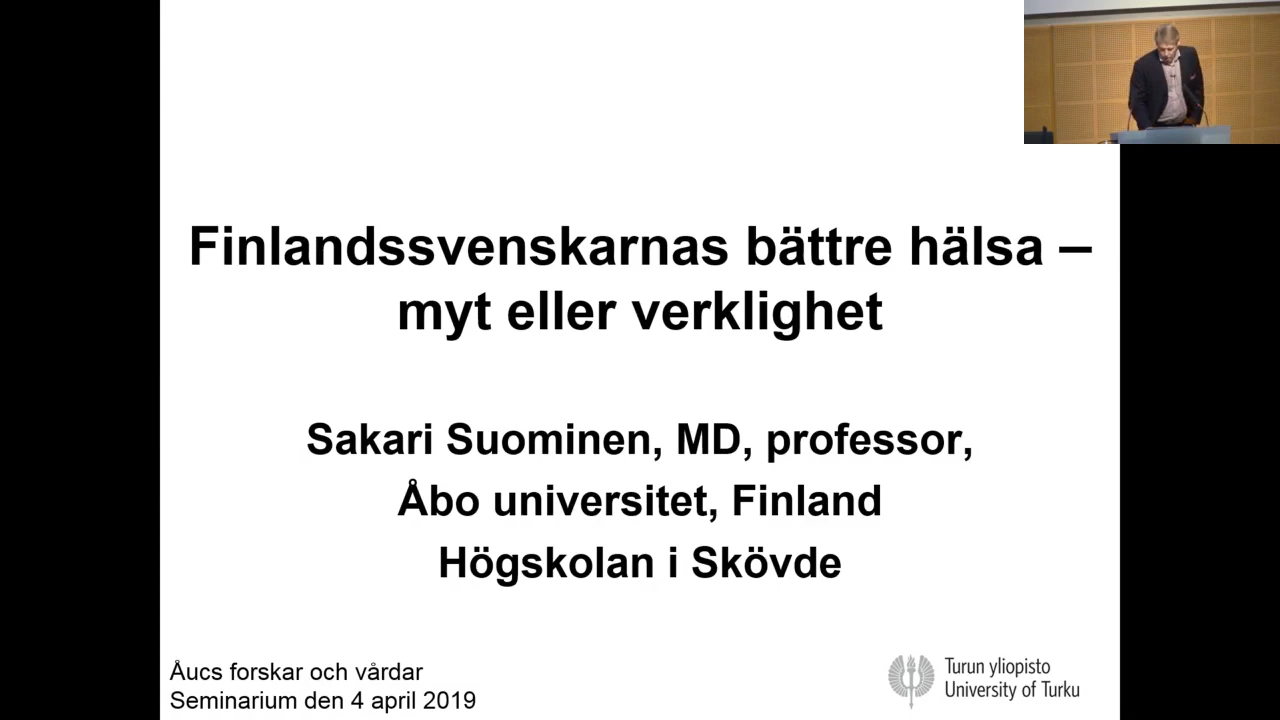 Finlandssvenskarnas bättre hälsa –
myt eller verklighet
Sakari Suominen, MD, professor,
Åbo universitet, Finland
Högskolan i Skövde
Åucs forskar och vårdar
Seminarium den 4 april 2019
Turun yliopisto
University of Turku